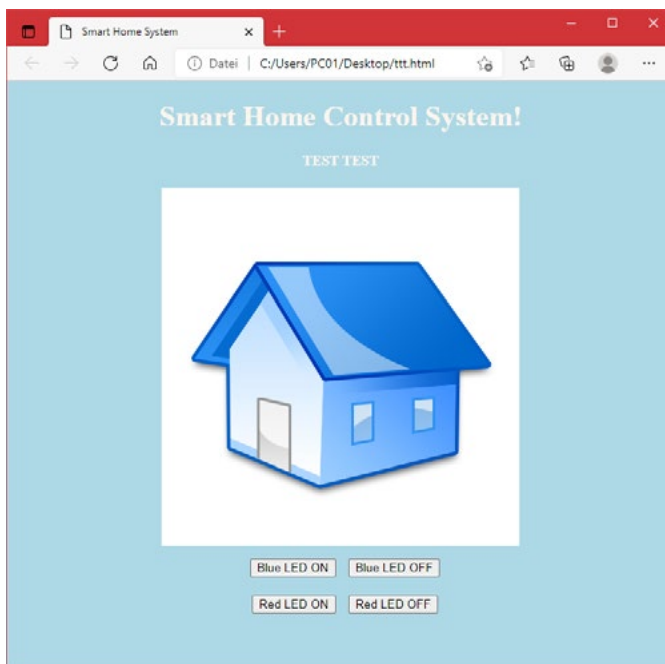 Smart Home System
Datei | C:/Users/PC01/Desktop/ttt.html
Smart Home Control System!
TEST TEST
Blue LED ON Blue LED OFF
Red LED ON Red LED OFF